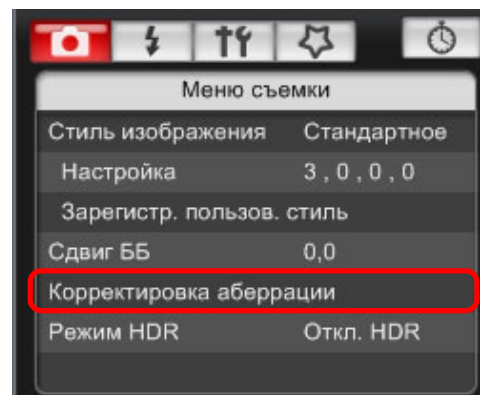 Меню съемки
Стиль изображения Стандартное
Настройка 3 , 0 , 0 , 0
Зарегистр. пользов. стиль
Сдвиг ББ 0,0
Корректировка аберрации
Режим HDR Откл. HDR